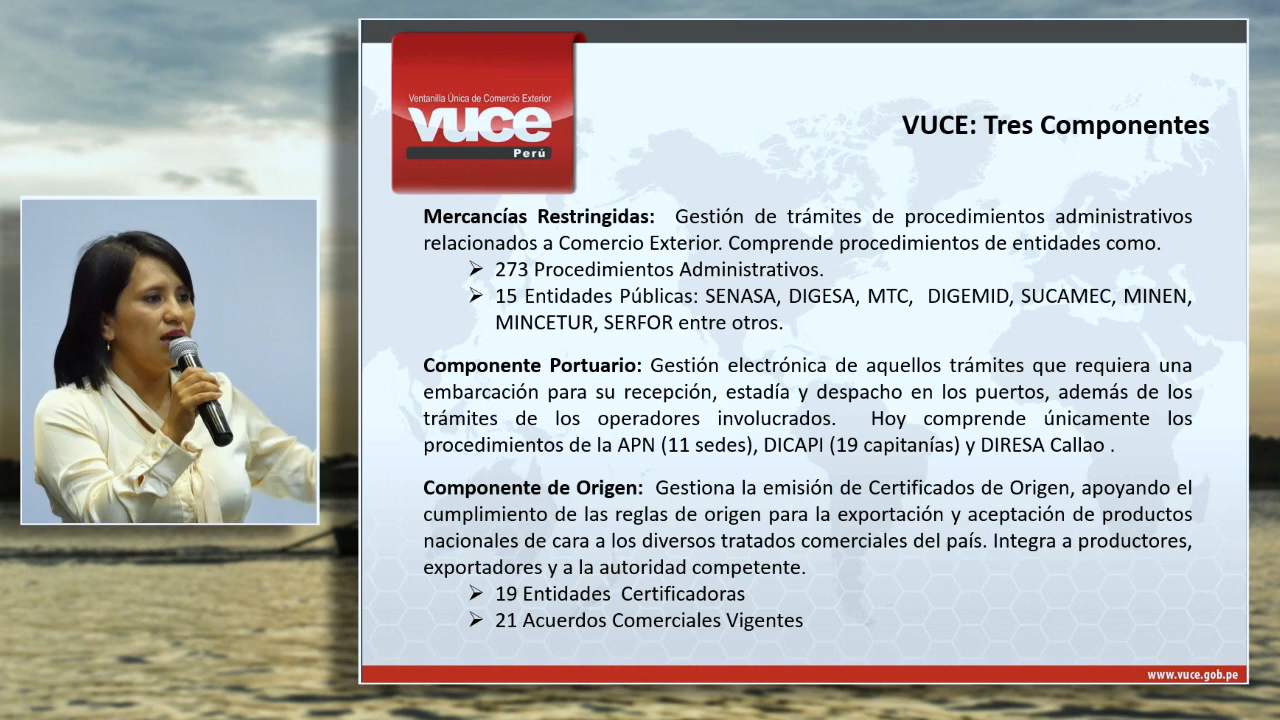 Ventanilla Única de Comercio Exterior
vuce
Perú
VUCE: Tres Componentes
Mercancías Restringidas: Gestión de trámites de procedimientos administrativos
relacionados a Comercio Exterior. Comprende procedimientos de entidades como.
➢ 273 Procedimientos Administrativos.
➢ 15 Entidades Públicas: SENASA, DIGESA, MTC, DIGEMID, SUCAMEC, MINEN,
MINCETUR, SERFOR entre otros.
Componente Portuario: Gestión electrónica de aquellos trámites que requiera una
embarcación para su recepción, estadía y despacho en los puertos, además de los
trámites de los operadores involucrados. Hoy comprende únicamente los
procedimientos de la APN (11 sedes), DICAPI (19 capitanías) y DIRESA Callao .
Componente de Origen: Gestiona la emisión de Certificados de Origen, apoyando el
cumplimiento de las reglas de origen para la exportación y aceptación de productos
nacionales de cara a los diversos tratados comerciales del país. Integra a productores,
exportadores y a la autoridad competente.
➢ 19 Entidades Certificadoras
➢ 21 Acuerdos Comerciales Vigentes
www.vuce.gob.pe